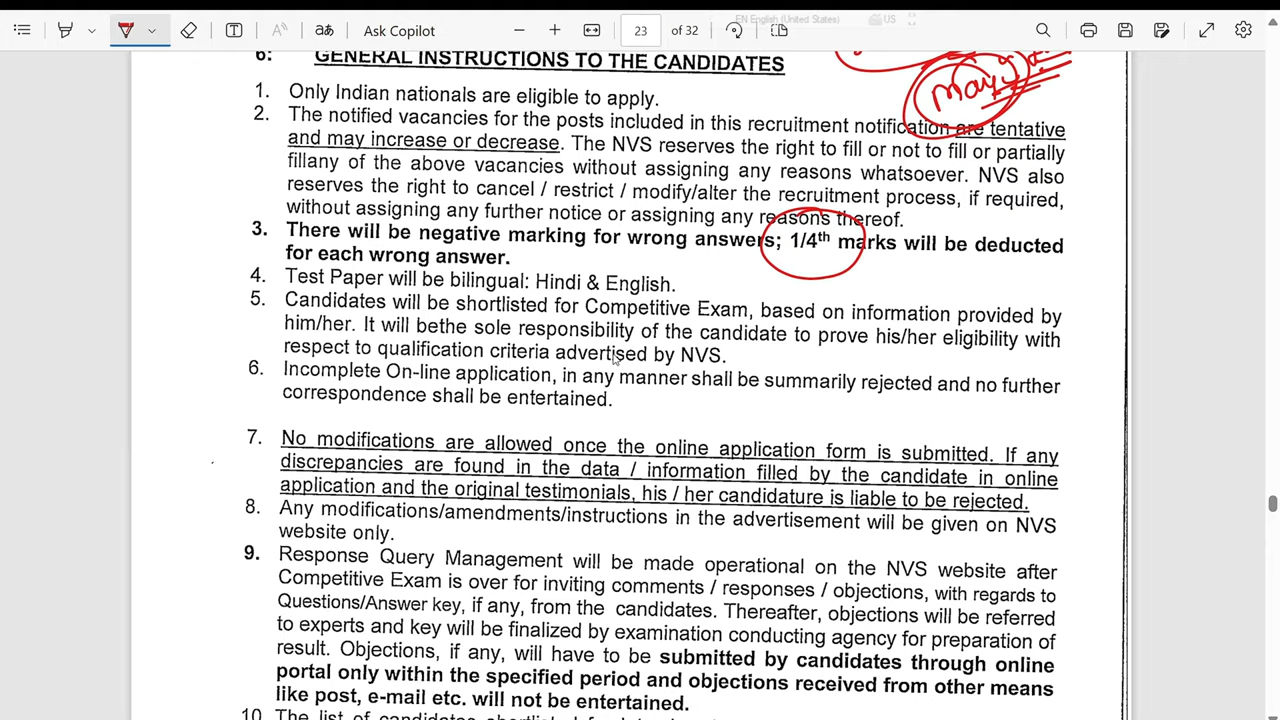 EN English (United States)
US
Ask Copilot
23
of 32
6: GENERAL INSTRUCTIONS TO THE CANDIDATES
May
1. Only Indian nationals are eligible to apply.
2. The notified vacancies for the posts included in this recruitment notification are tentative
and may increase or decrease. The NVS reserves the right to fill or not to fill or partially
fillany of the above vacancies without assigning any reasons whatsoever. NVS also
reserves the right to cancel / restrict / modify/alter the recruitment process, if required,
without assigning any further notice or assigning any reasons thereof.
3. There will be negative marking for wrong answers; 1/4th marks will be deducted
for each wrong answer.
4. Test Paper will be bilingual: Hindi & English.
5. Candidates will be shortlisted for Competitive Exam, based on information provided by
him/her. It will bethe sole responsibility of the candidate to prove his/her eligibility with
respect to qualification criteria advertised by NVS.
6. Incomplete On-line application, in any manner shall be summarily rejected and no further
correspondence shall be entertained.
7. No modifications are allowed once the online application form is submitted. If any
discrepancies are found in the data / information filled by the candidate in online
application and the original testimonials, his / her candidature is liable to be rejected.
8. Any modifications/amendments/instructions in the advertisement will be given on NVS
website only.
9. Response Query Management will be made operational on the NVS website after
Competitive Exam is over for inviting comments / responses / objections, with regards to
Questions/Answer key, if any, from the candidates. Thereafter, objections will be referred
to experts and key will be finalized by examination conducting agency for preparation of
result. Objections, if any, will have to be submitted by candidates through online
portal only within the specified period and objections received from other means
like post, e-mail etc. will not be entertained.
10. The list of candidates shortlisted